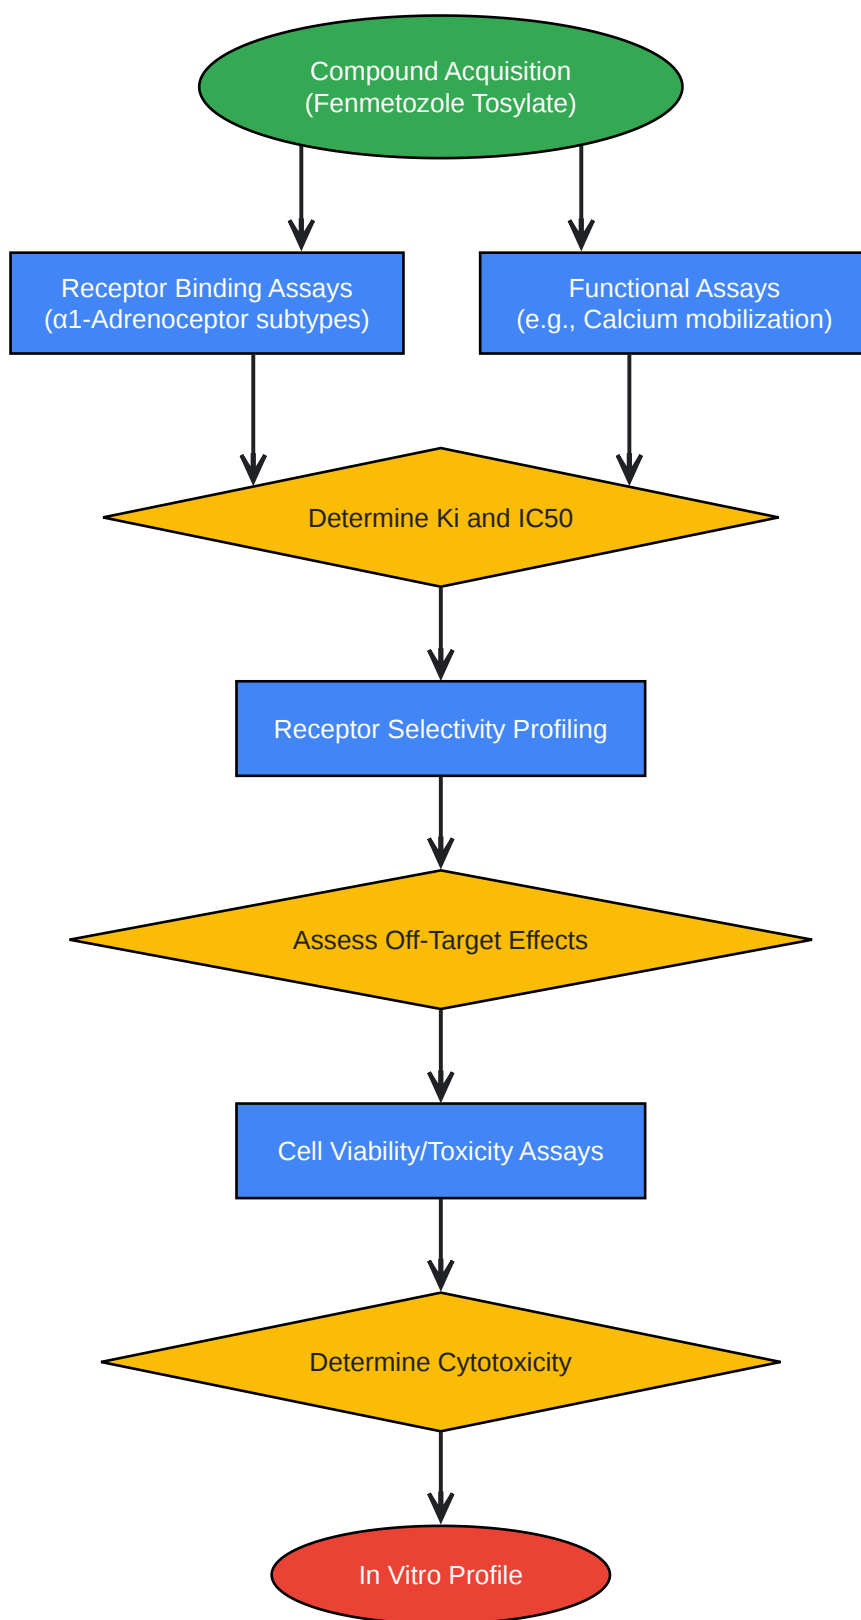 Compound Acquisition
(Fenmetozole Tosylate)
Receptor Binding Assays
(α1-Adrenoceptor subtypes)
Functional Assays
(e.g., Calcium mobilization)
Determine Ki and IC50
Receptor Selectivity Profiling
Assess Off-Target Effects
Cell Viability/Toxicity Assays
Determine Cytotoxicity
In Vitro Profile